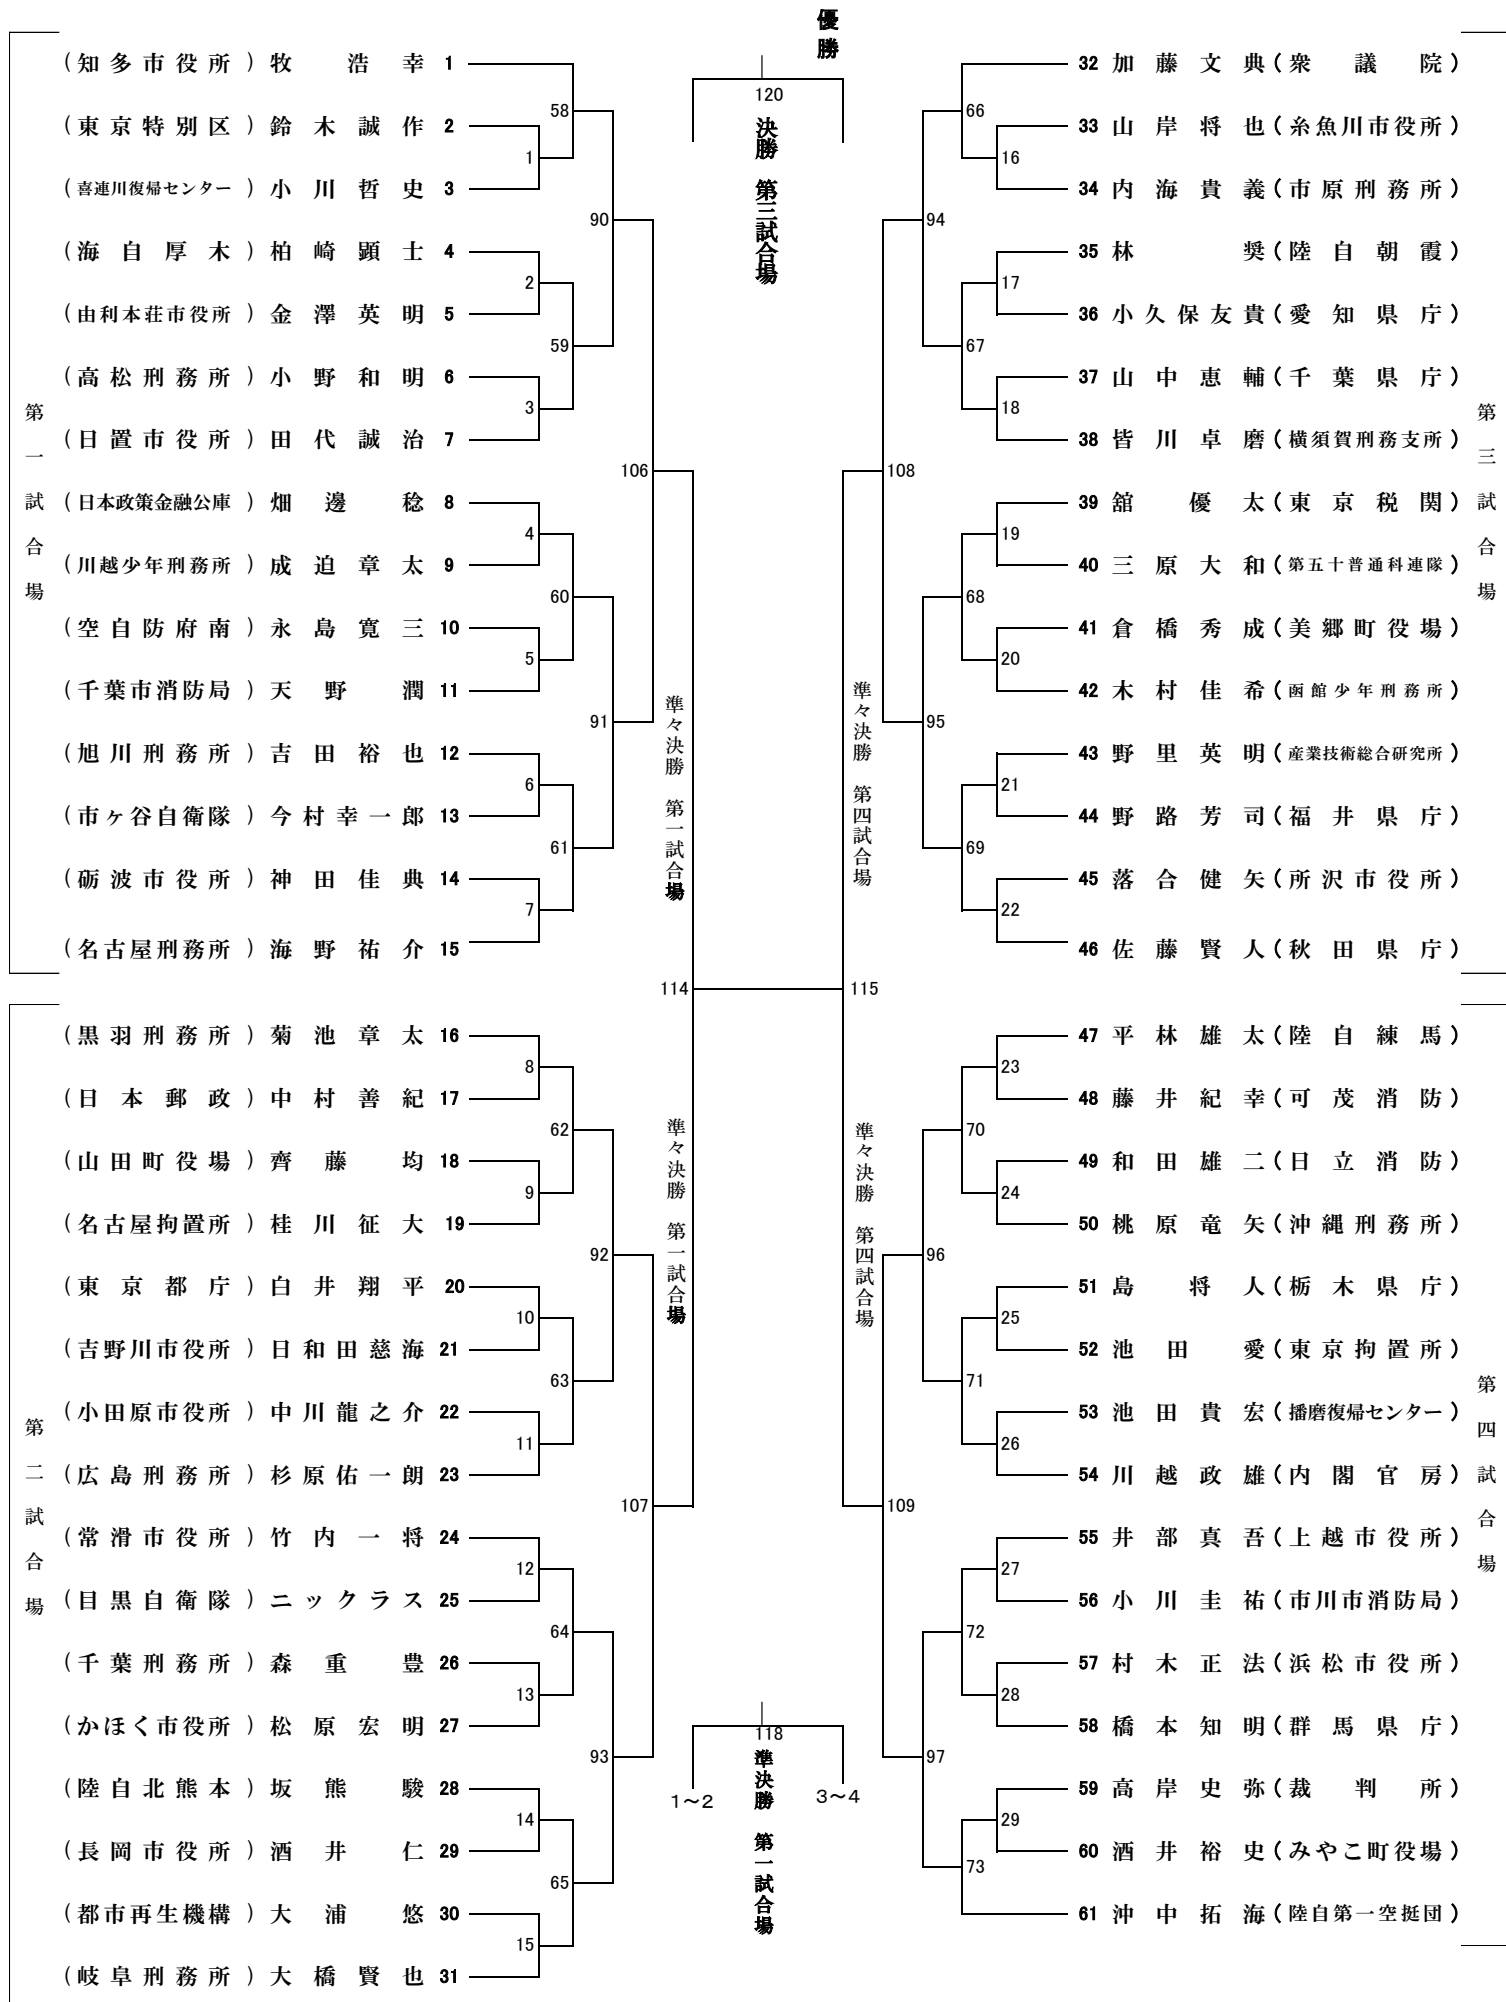 優勝
120
決勝 第三試合場
第一試合場
(知多市役所)牧浩幸 1
58
(東京特別区)鈴木誠作 2
1
(喜連川復帰センター)小川哲史 3
90
(海自厚木)柏崎顕士 4
2
(由利本荘市役所)金澤英明 5
59
(高松刑務所)小野和明 6
3
(日置市役所)田代誠治 7
106
(日本政策金融公庫)畑邊稔 8
4
(川越少年刑務所)成迫章太 9
60
(空自防府南)永島寛三 10
5
(千葉市消防局)天野潤 11
91
(旭川刑務所)吉田裕也 12
6
(市ヶ谷自衛隊)今村幸一郎 13
61
(砺波市役所)神田佳典 14
7
(名古屋刑務所)海野祐介 15
準々決勝 第一試合場
114
第二試合場
(黒羽刑務所)菊池章太 16
8
(日本郵政)中村善紀 17
62
(山田町役場)齊藤均 18
9
(名古屋拘置所)桂川征大 19
92
(東京都庁)白井翔平 20
10
(吉野川市役所)日和田慈海 21
63
(小田原市役所)中川龍之介 22
11
(広島刑務所)杉原佑一朗 23
107
(常滑市役所)竹内一将 24
12
(目黒自衛隊)ニックラス 25
64
(千葉刑務所)森重豊 26
13
(かほく市役所)松原宏明 27
93
(陸自北熊本)坂熊駿 28
14
(長岡市役所)酒井仁 29
65
(都市再生機構)大浦悠 30
15
(岐阜刑務所)大橋賢也 31
準々決勝 第一試合場
第三試合場
32 加藤文典(衆議院)
66
33 山岸将也(糸魚川市役所)
16
34 内海貴義(市原刑務所)
94
35 林奨(陸自朝霞)
17
36 小久保友貴(愛知県庁)
67
37 山中恵輔(千葉県庁)
18
38 皆川卓磨(横須賀刑務支所)
108
39 舘優太(東京税関)
19
40 三原大和(第五十普通科連隊)
68
41 倉橋秀成(美郷町役場)
20
42 木村佳希(函館少年刑務所)
95
43 野里英明(産業技術総合研究所)
21
44 野路芳司(福井県庁)
69
45 落合健矢(所沢市役所)
22
46 佐藤賢人(秋田県庁)
準々決勝 第四試合場
115
第四試合場
47 平林雄太(陸自練馬)
23
48 藤井紀幸(可茂消防)
70
49 和田雄二(日立消防)
24
50 桃原竜矢(沖縄刑務所)
96
51 島将人(栃木県庁)
25
52 池田愛(東京拘置所)
71
53 池田貴宏(播磨復帰センター)
26
54 川越政雄(内閣官房)
109
55 井部真吾(上越市役所)
27
56 小川圭祐(市川市消防局)
72
57 村木正法(浜松市役所)
28
58 橋本知明(群馬県庁)
97
59 高岸史弥(裁判所)
29
60 酒井裕史(みやこ町役場)
73
61 沖中拓海(陸自第一空挺団)
準々決勝 第四試合場
118
準決勝 第一試合場
1~2
3~4